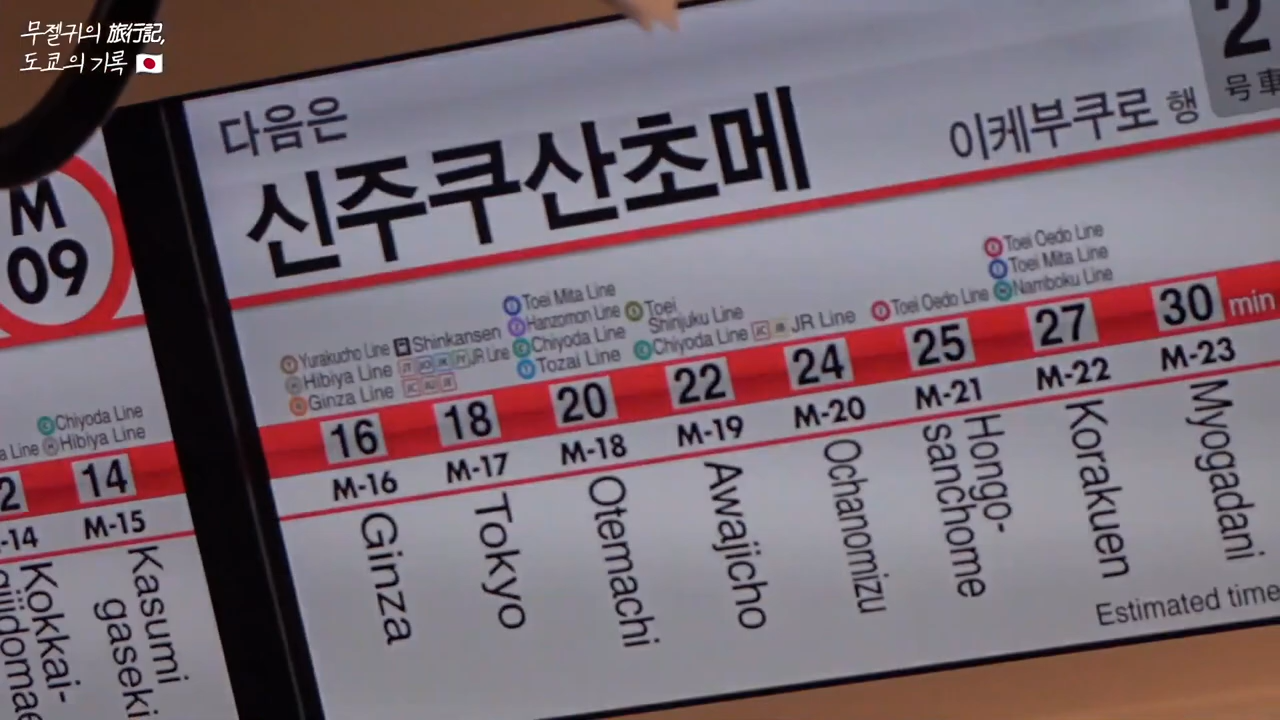 무젤귀의 旅行記,
도쿄의 기록
2
号車
다음은
신주쿠산초메
이케부쿠로 행
M
09
Chiyoda Line
Line Hibiya Line
14
-14
M-15
Kokkai-
Kasumi
gaseki
Yurakucho Line
Hibiya Line
Ginza Line
Shinkansen
JR Line
Toei Mita Line
Hanzomon Line
Chiyoda Line
Tozai Line
Toei
Shinjuku Line
Chiyoda Line
JR Line
Toei Oedo Line
Toei Oedo Line
Toei Mita Line
Namboku Line
16 18 20 22 24 25 27 30 min
M-16 M-17 M-18 M-19 M-20 M-21 M-22 M-23
Ginza
Tokyo
Otemachi
Awajicho
Ochanomizu
Hongo-
sanchome
Korakuen
Myogadani
Estimated time